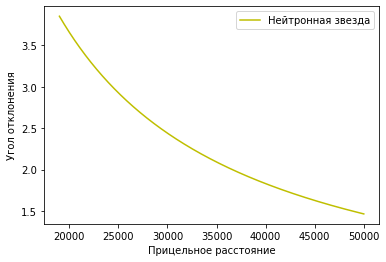 Нейтронная звезда
Угол отклонения
3.5
3.0
2.5
2.0
1.5
20000 25000 30000 35000 40000 45000 50000
Прицельное расстояние